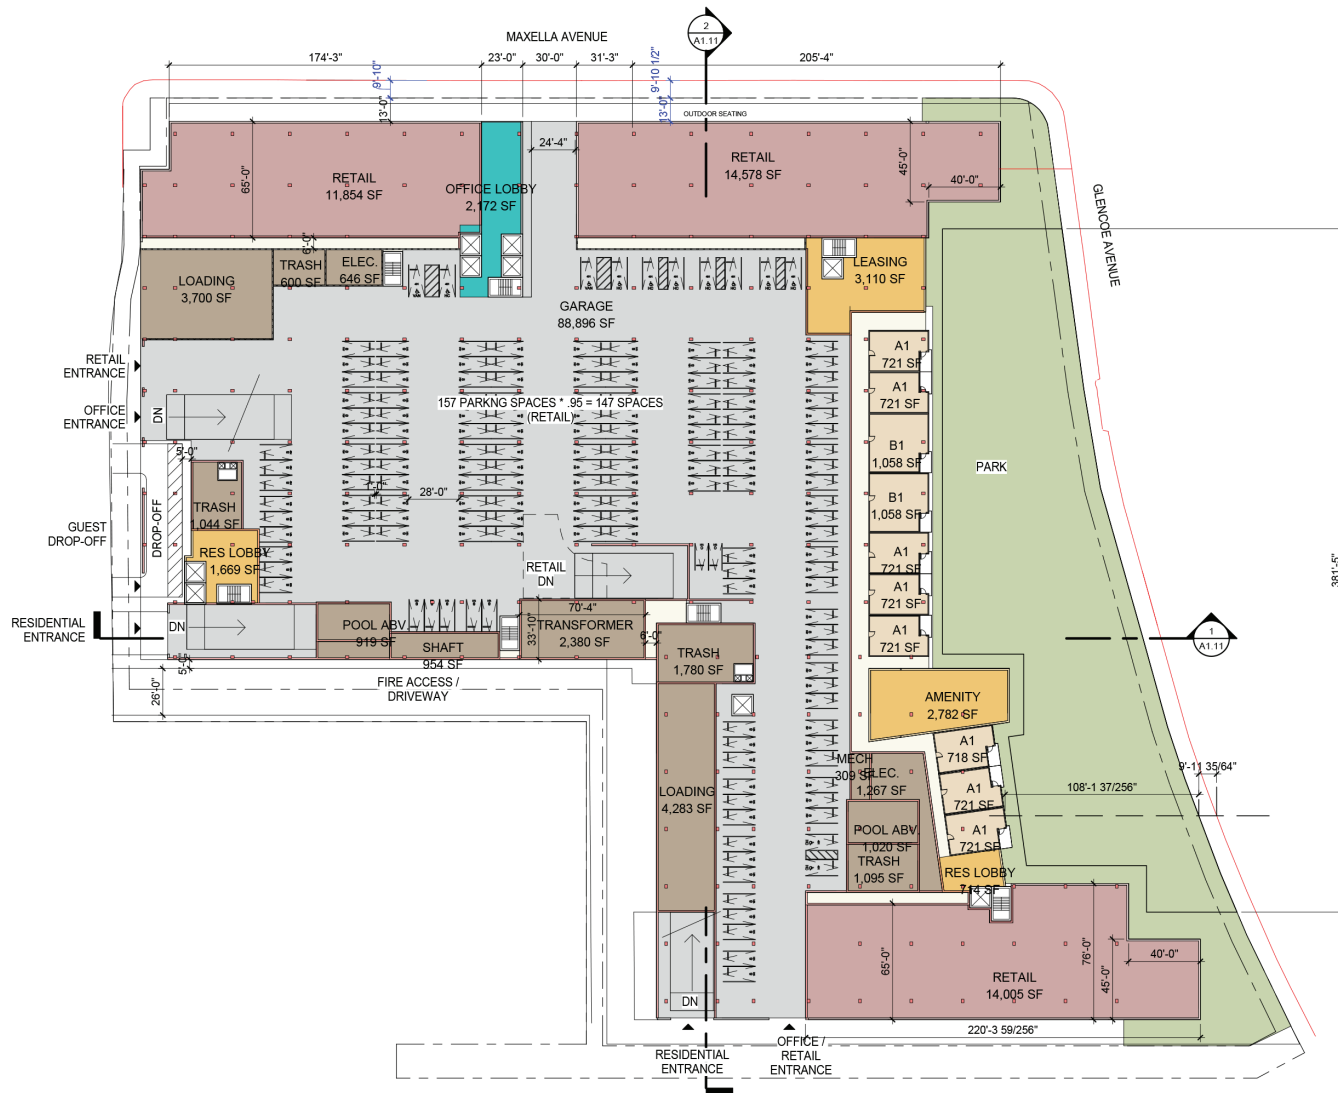 2
A1.11
MAXELLA AVENUE
174'-3"
23'-0"
30'-0"
31'-3"
205'-4"
9'-10"
9'-10 1/2"
13'-0"
13'-0"
OUTDOOR SEATING
24'-4"
65'-0"
RETAIL
11,854 SF
OFFICE LOBBY
2,172 SF
RETAIL
14,578 SF
45'-0"
40'-0"
GLENCOE AVENUE
6'-0"
LOADING
3,700 SF
TRASH
600 SF
ELEC.
646 SF
LEASING
3,110 SF
GARAGE
88,896 SF
RETAIL
ENTRANCE
OFFICE
ENTRANCE
DN
157 PARKNG SPACES * .95 = 147 SPACES
(RETAIL)
A1
721 SF
A1
721 SF
B1
1,058 SF
B1
1,058 SF
A1
721 SF
A1
721 SF
A1
721 SF
PARK
5'-0"
1'-0"
28'-0"
TRASH
1,044 SF
GUEST
DROP-OFF
DROP-OFF
RES LOBBY
1,669 SF
RETAIL
DN
381'-5"
RESIDENTIAL
ENTRANCE
DN
POOL ABV.
919 SF
SHAFT
954 SF
70'-4"
33'-10"
TRANSFORMER
2,380 SF
6'-0"
TRASH
1,780 SF
1
A1.11
5'-0"
26'-0"
FIRE ACCESS /
DRIVEWAY
AMENITY
2,782 SF
A1
718 SF
MECH
309 SF
ELEC.
1,267 SF
A1
721 SF
9'-11 35/64"
108'-1 37/256"
LOADING
4,283 SF
POOL ABV.
1,020 SF
A1
721 SF
TRASH
1,095 SF
RES LOBBY
714 SF
65'-0"
76'-0"
45'-0"
40'-0"
RETAIL
14,005 SF
DN
220'-3 59/256"
RESIDENTIAL
ENTRANCE
OFFICE /
RETAIL
ENTRANCE